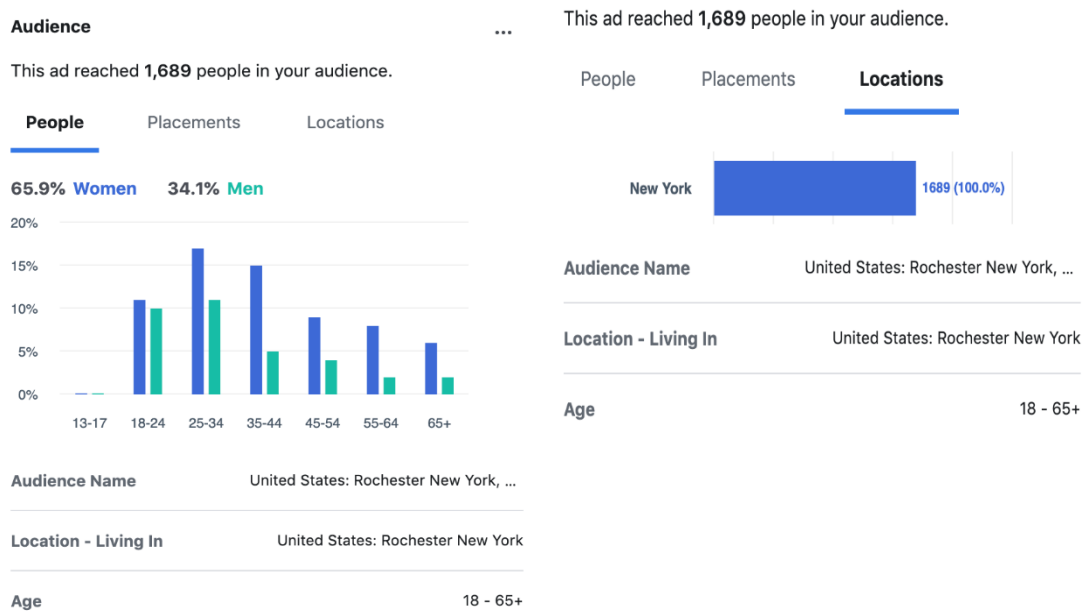 Audience
...
This ad reached 1,689 people in your audience.
People Placements Locations
65.9% Women 34.1% Men
20%
15%
10%
5%
0%
13-17 18-24 25-34 35-44 45-54 55-64 65+
Audience Name United States: Rochester New York, ...
Location - Living In United States: Rochester New York
Age 18 - 65+
This ad reached 1,689 people in your audience.
People Placements Locations
New York 1689 (100.0%)
Audience Name United States: Rochester New York, ...
Location - Living In United States: Rochester New York
Age 18 - 65+